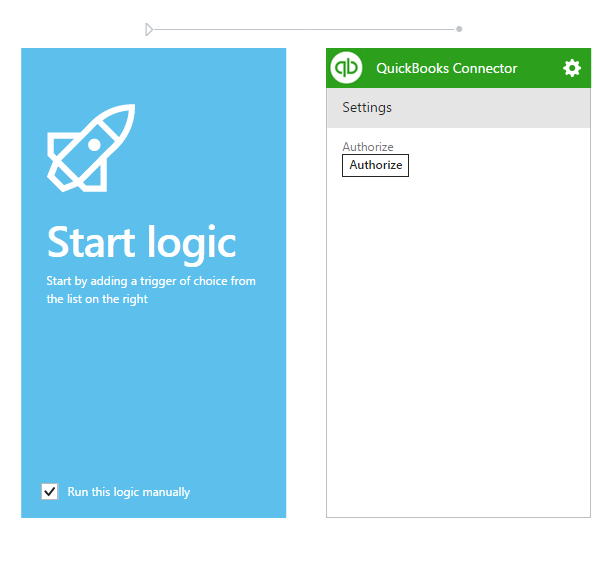 Start logic
Start by adding a trigger of choice from
the list on the right
Run this logic manually
qb
QuickBooks Connector
Settings
Authorize
Authorize